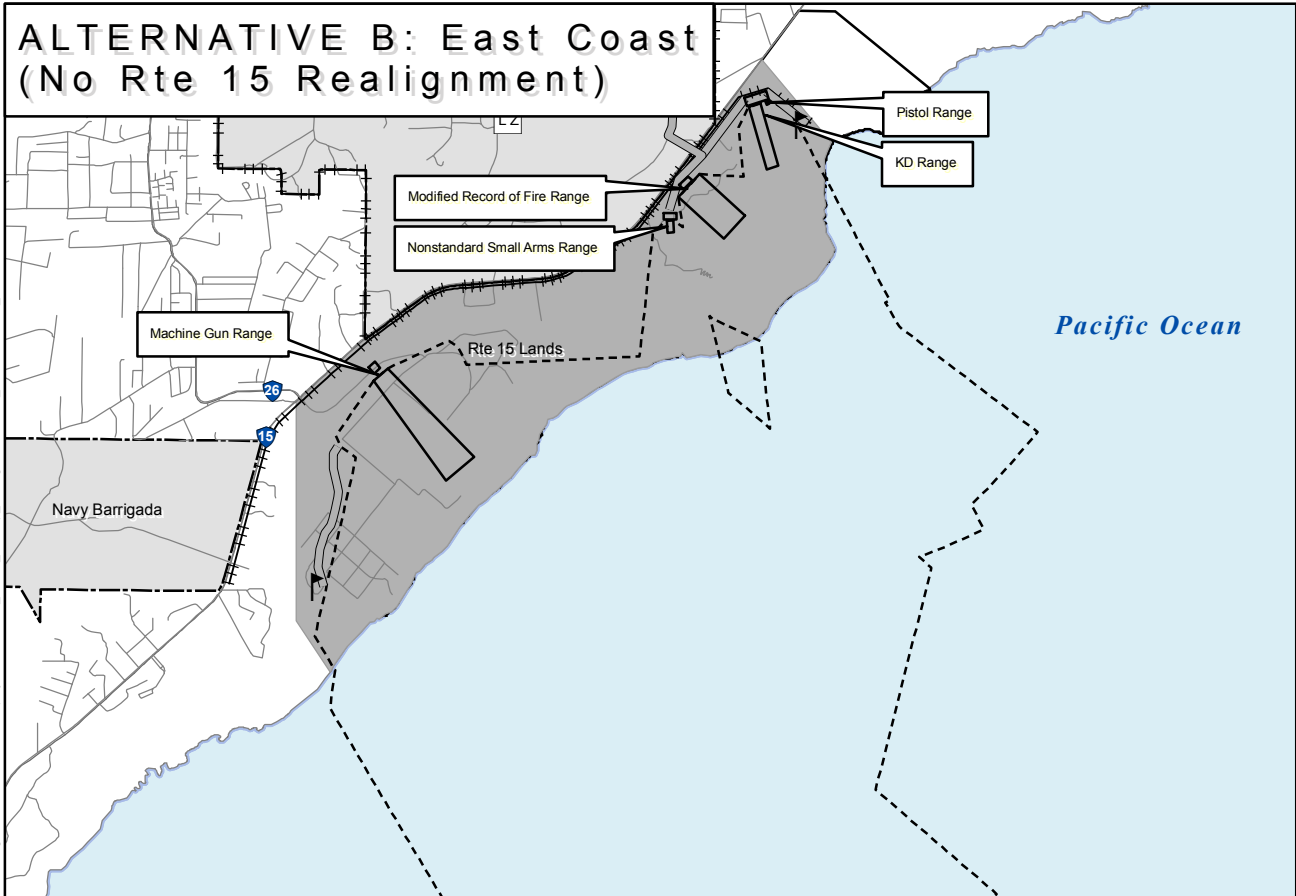 ALTERNATIVE B: East Coast
(No Rte 15 Realignment)
Pistol Range
KD Range
Modified Record of Fire Range
Nonstandard Small Arms Range
Pacific Ocean
Machine Gun Range
Rte 15 Lands
26
15
Navy Barrigada